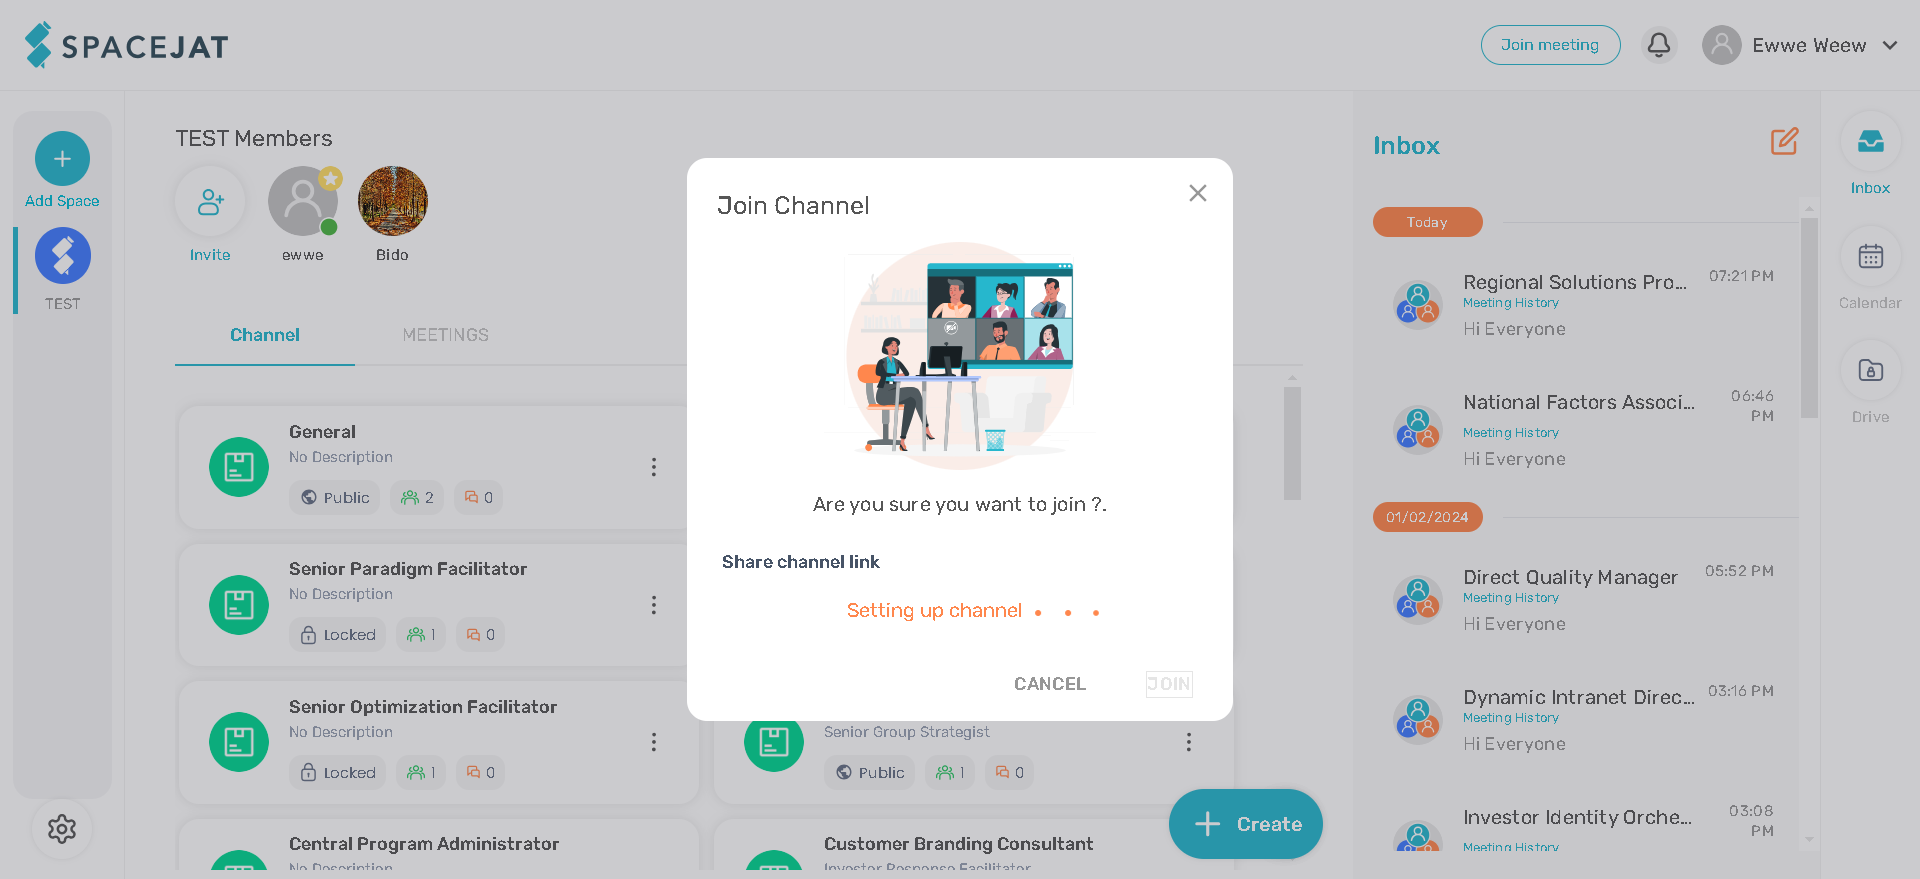 SPACEJAT
Join meeting
Ewwe Weew
Add Space
TEST
TEST Members
Invite
ewwe
Bido
Channel
MEETINGS
General
No Description
Public
2
0
Senior Paradigm Facilitator
No Description
Locked
1
0
Senior Optimization Facilitator
No Description
Locked
1
0
Senior Group Strategist
Public
1
0
Central Program Administrator
No Description
Customer Branding Consultant
Investor Response Facilitator
Create
Join Channel
Are you sure you want to join ?.
Share channel link
Setting up channel
CANCEL
JOIN
Inbox
Today
Regional Solutions Pro...
07:21 PM
Meeting History
Hi Everyone
National Factors Associ...
06:46
PM
Meeting History
Hi Everyone
01/02/2024
Direct Quality Manager
05:52 PM
Meeting History
Hi Everyone
Dynamic Intranet Direc...
03:16 PM
Meeting History
Hi Everyone
Investor Identity Orche...
03:08
PM
Meeting History
Inbox
Calendar
Drive